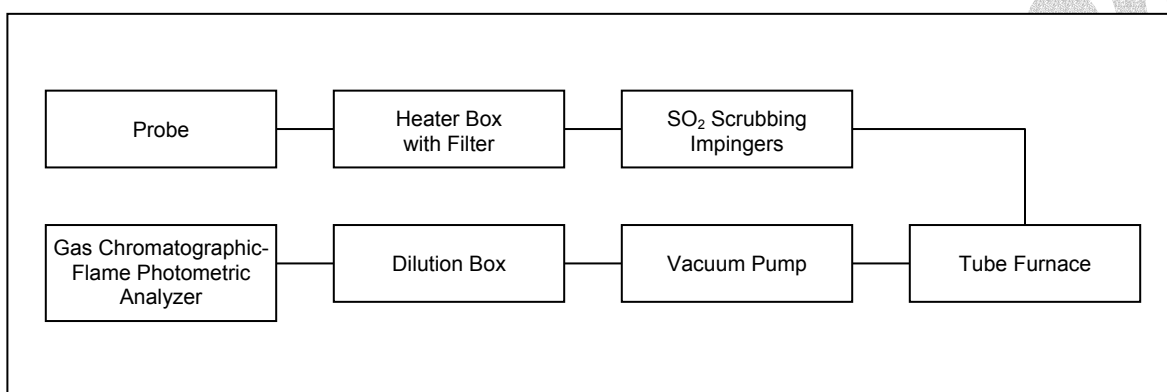 Probe
Heater Box
with Filter
SO₂ Scrubbing
Impingers
Gas Chromatographic-
Flame Photometric
Analyzer
Dilution Box
Vacuum Pump
Tube Furnace